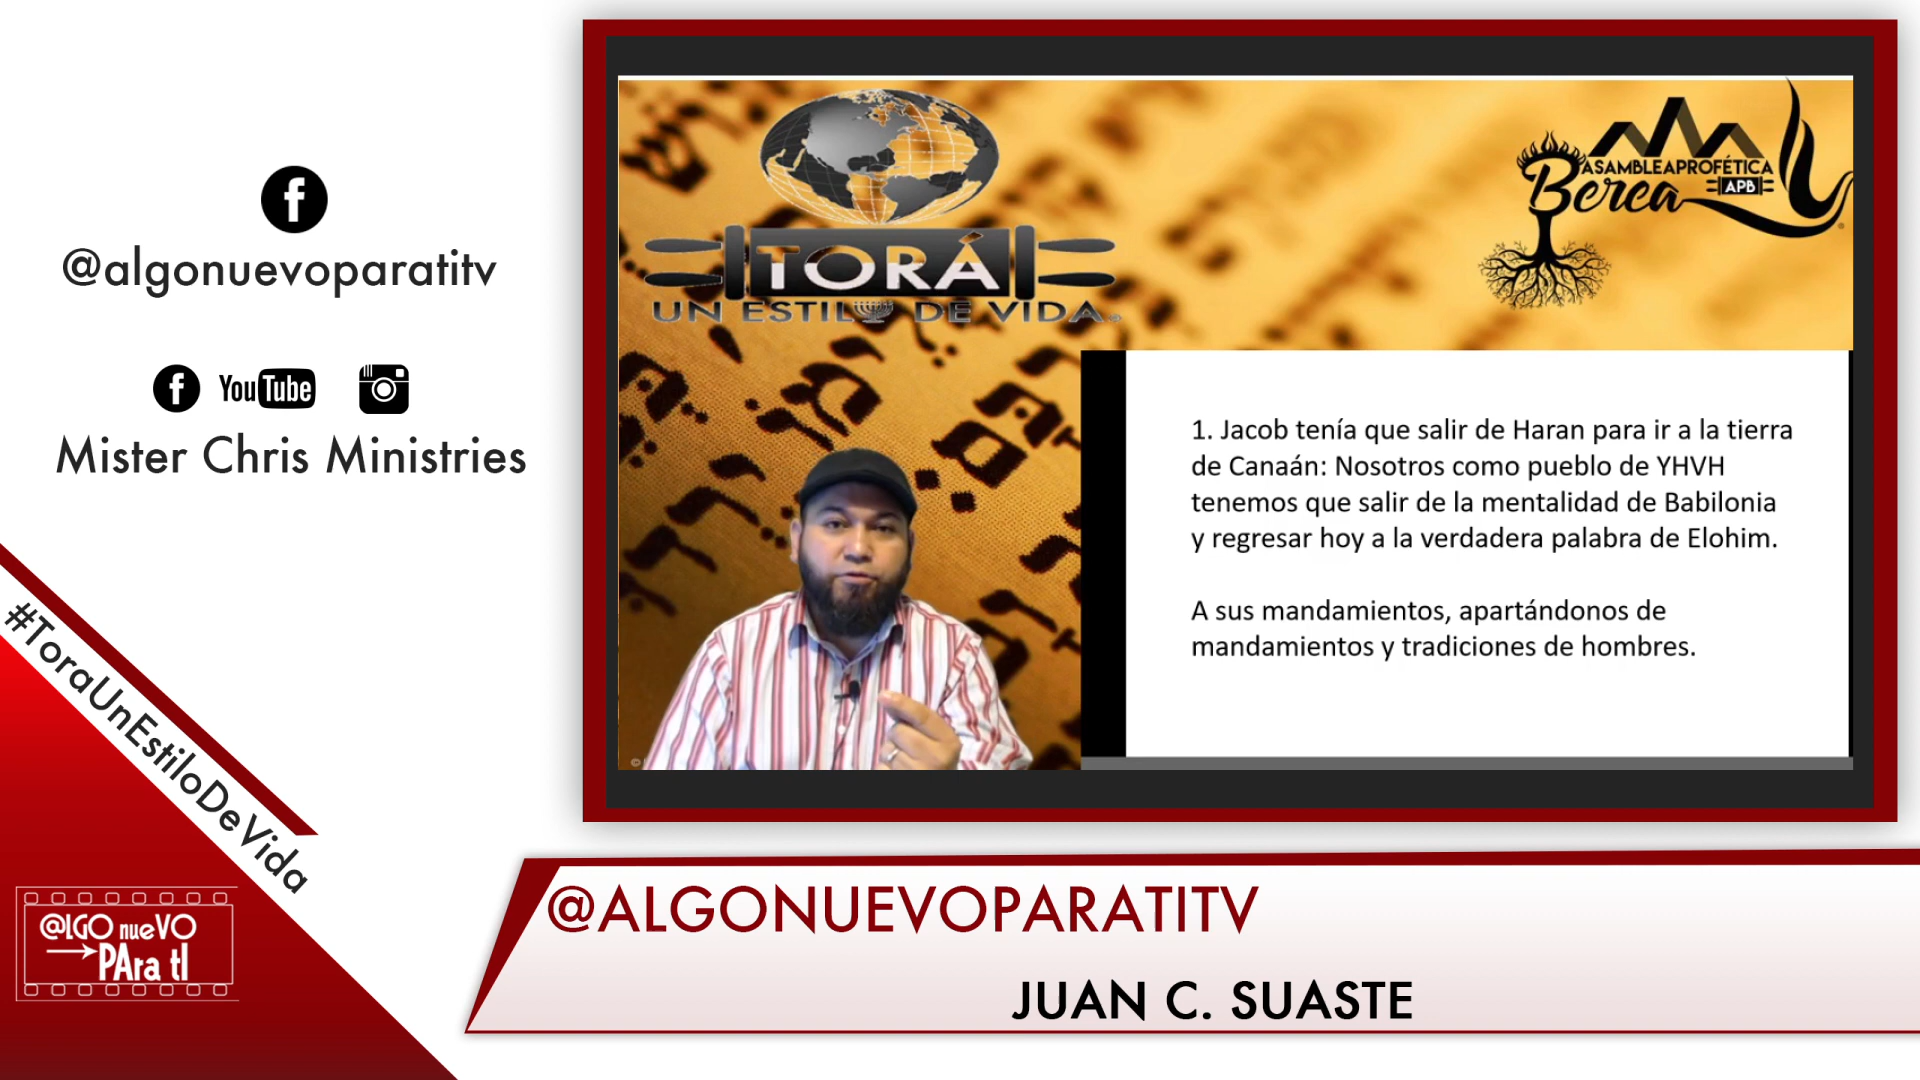 @algonuevoparatitv
YouTube
Mister Chris Ministries
#ToraUnEstiloDeVida
@lGO nueVO
PAra tI
TORÁ
UN ESTILO DE VIDA
ASAMBLEAPROFÉTICA
Berea
APB
1. Jacob tenía que salir de Haran para ir a la tierra
de Canaán: Nosotros como pueblo de YHVH
tenemos que salir de la mentalidad de Babilonia
y regresar hoy a la verdadera palabra de Elohim.
A sus mandamientos, apartándonos de
mandamientos y tradiciones de hombres.
@ALGONUEVOPARATITV
JUAN C. SUASTE